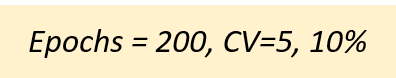 Epochs = 200, CV=5, 10%